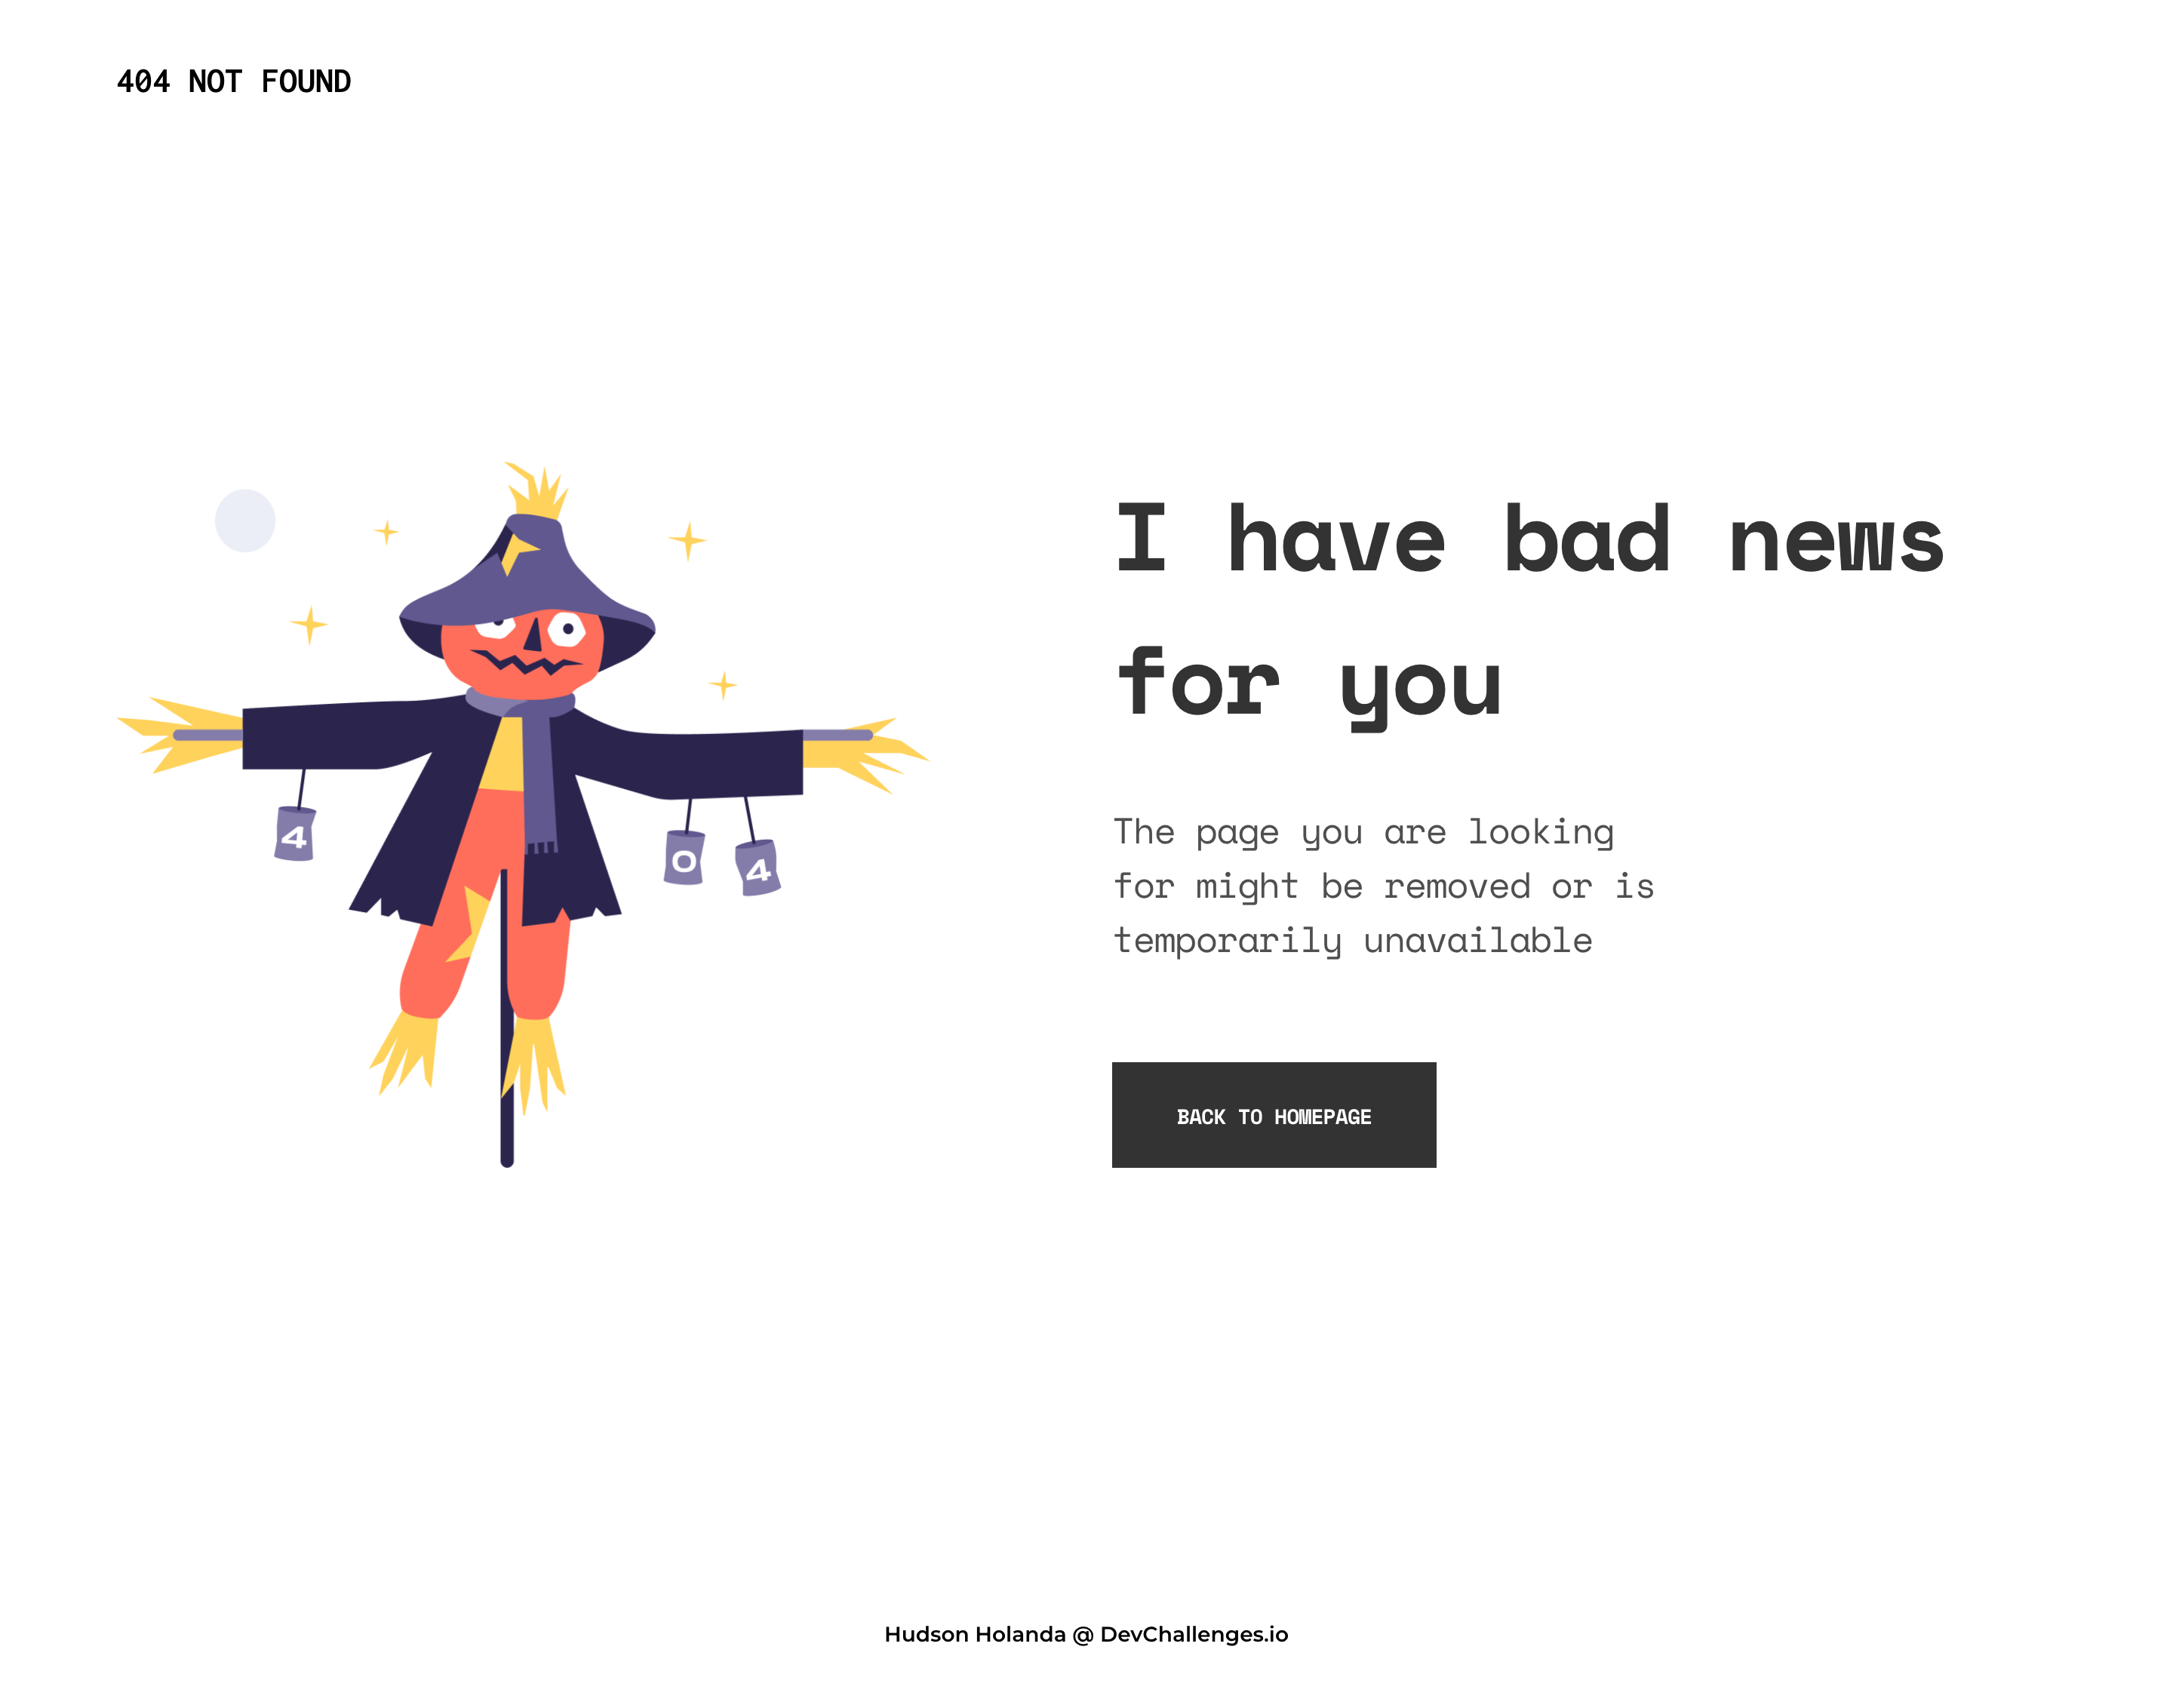 404 NOT FOUND
I have bad news
for you
4
0
4
The page you are looking
for might be removed or is
temporarily unavailable
BACK TO HOMEPAGE
Hudson Holanda @ DevChallenges.io